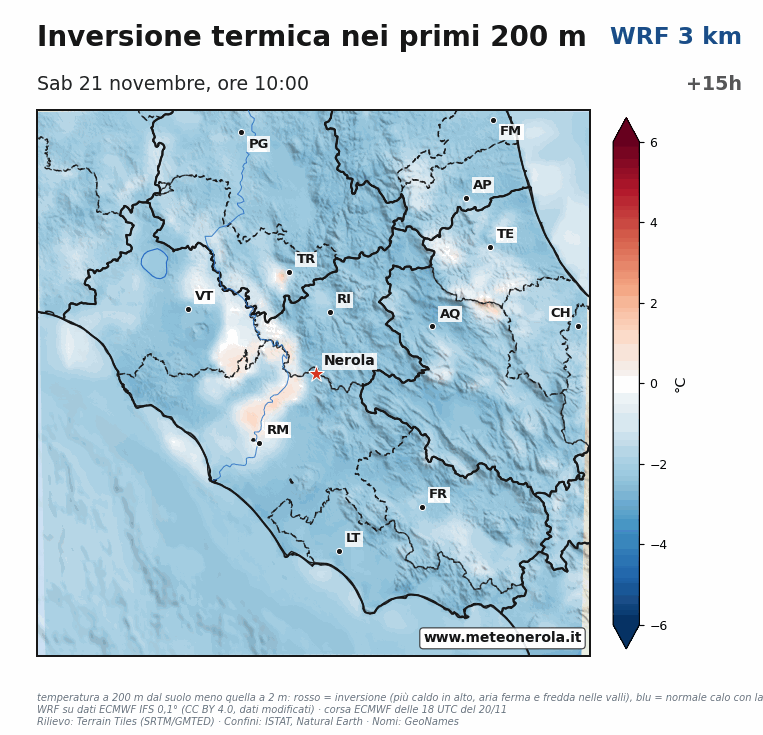 Inversione termica nei primi 200 m WRF 3 km
Sab 21 novembre, ore 10:00 +15h
FM
PG
AP
TE
TR
VT
RI
AQ
CH
Nerola
RM
FR
LT
www.meteonerola.it
6
4
2
0
−2
−4
−6
°C
temperatura a 200 m dal suolo meno quella a 2 m: rosso = inversione (più caldo in alto, aria ferma e fredda nelle valli), blu = normale calo con la
WRF su dati ECMWF IFS 0,1° (CC BY 4.0, dati modificati) · corsa ECMWF delle 18 UTC del 20/11
Rilievo: Terrain Tiles (SRTM/GMTED) · Confini: ISTAT, Natural Earth · Nomi: GeoNames